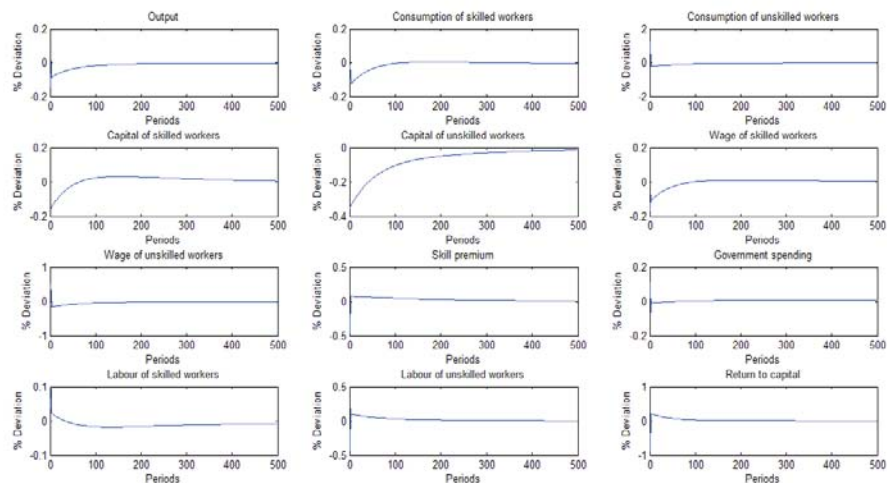 Output
Consumption of skilled workers
Consumption of unskilled workers
0.2
0
-0.2
% Deviation
0 100 200 300 400 500
Periods
0.2
0
-0.2
% Deviation
0 100 200 300 400 500
Periods
2
0
-2
% Deviation
0 100 200 300 400 500
Periods
Capital of skilled workers
Capital of unskilled workers
Wage of skilled workers
0.2
0
-0.2
% Deviation
0 100 200 300 400 500
Periods
0
-0.2
-0.4
% Deviation
0 100 200 300 400 500
Periods
0.2
0
-0.2
% Deviation
0 100 200 300 400 500
Periods
Wage of unskilled workers
Skill premium
Government spending
1
0
-1
% Deviation
0 100 200 300 400 500
Periods
0.5
0
-0.5
% Deviation
0 100 200 300 400 500
Periods
0.2
0
-0.2
% Deviation
0 100 200 300 400 500
Periods
Labour of skilled workers
Labour of unskilled workers
Return to capital
0.1
0
-0.1
% Deviation
0 100 200 300 400 500
Periods
0.5
0
-0.5
% Deviation
0 100 200 300 400 500
Periods
1
0
-1
% Deviation
0 100 200 300 400 500
Periods